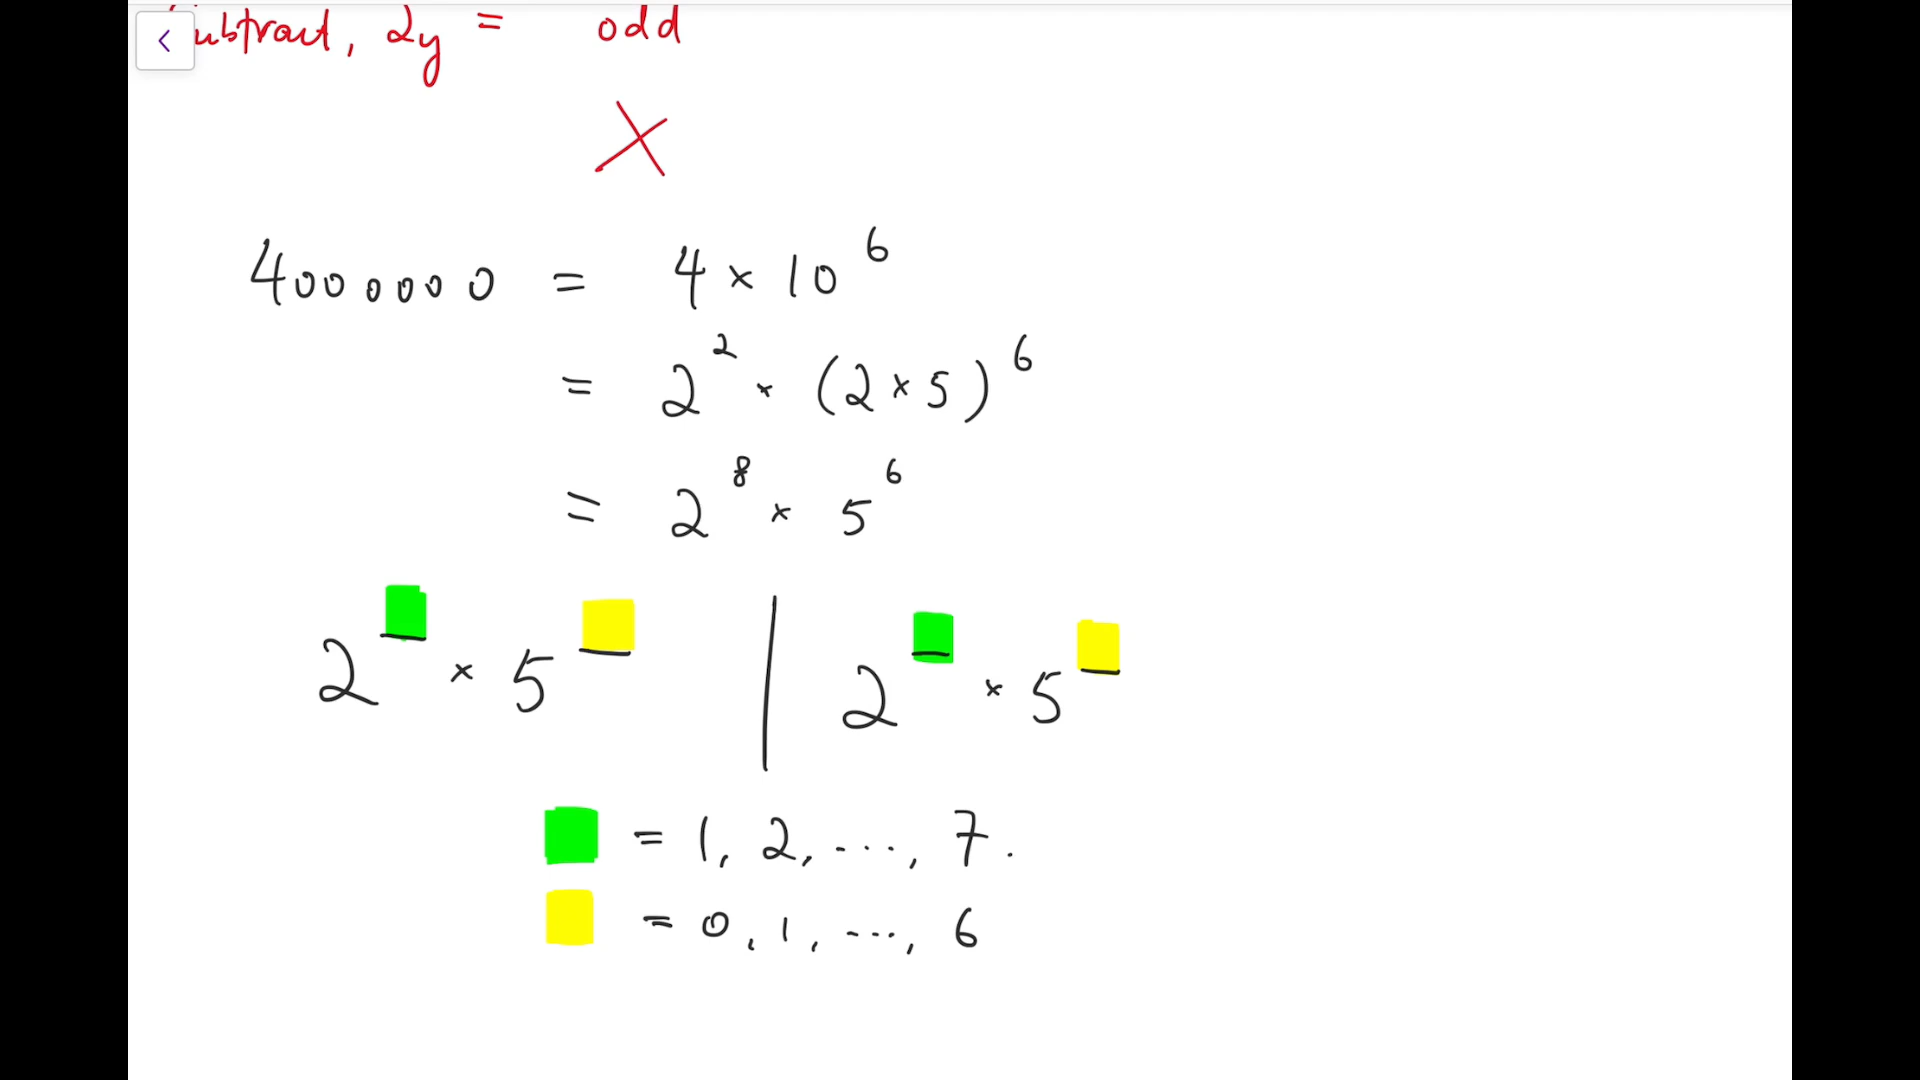 ubtract, 2y = odd
4000000 = 4 × 10^6
= 2^2 × (2 × 5)^6
= 2^8 × 5^6
2 × 5 | 2 × 5
= 1, 2, ..., 7.
= 0, 1, ..., 6